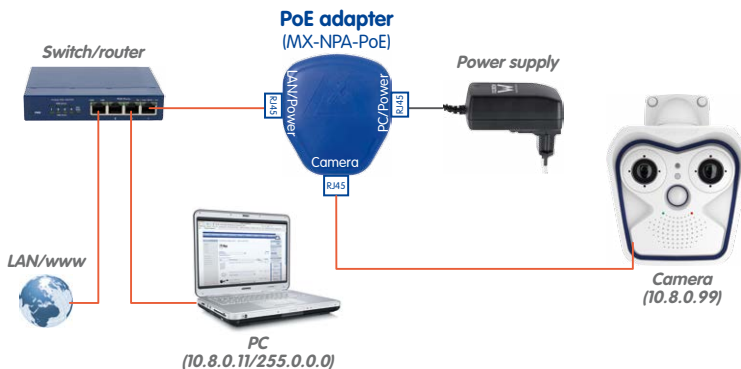 PoE adapter
(MX-NPA-PoE)
Switch/router
Power supply
LAN/Power
RJ45
PC/Power
RJ45
Camera
RJ45
LAN/www
Camera
(10.8.0.99)
PC
(10.8.0.11/255.0.0.0)